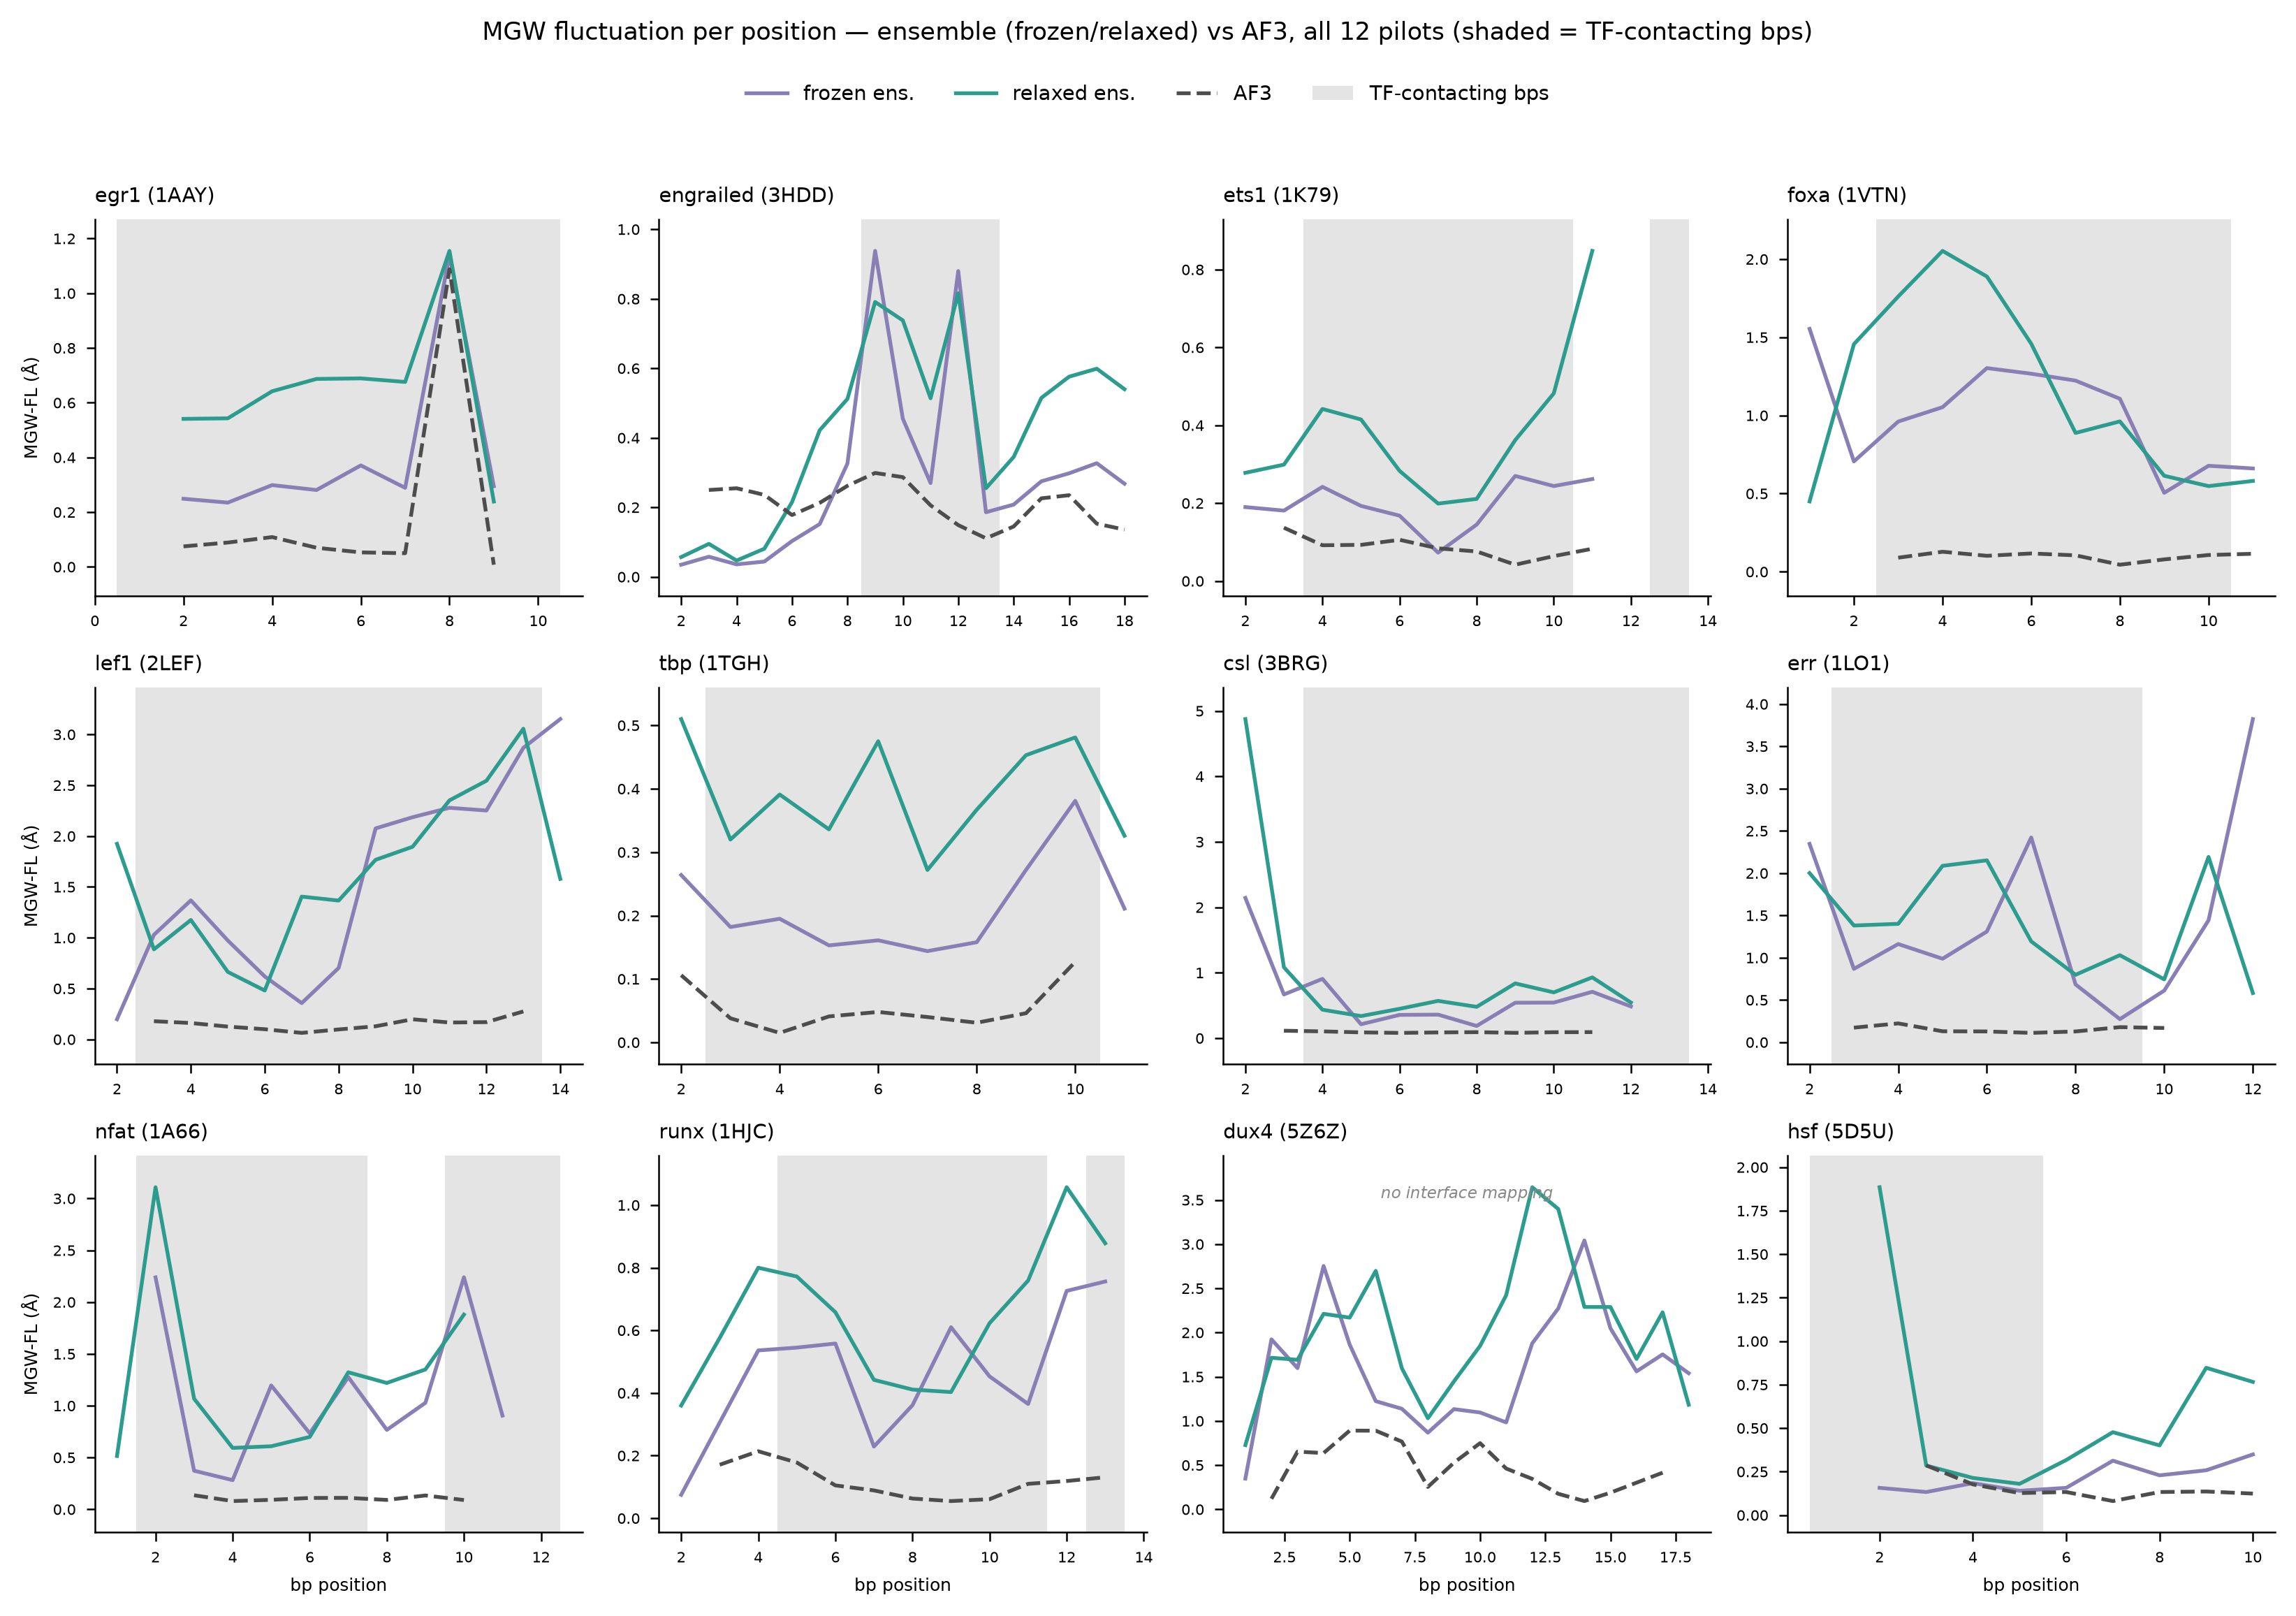 MGW fluctuation per position — ensemble (frozen/relaxed) vs AF3, all 12 pilots (shaded = TF-contacting bps)
frozen ens. relaxed ens. AF3 TF-contacting bps
egr1 (1AAY)
MGW-FL (Å)
1.2
1.0
0.8
0.6
0.4
0.2
0.0
0 2 4 6 8 10
engrailed (3HDD)
1.0
0.8
0.6
0.4
0.2
0.0
2 4 6 8 10 12 14 16 18
ets1 (1K79)
0.8
0.6
0.4
0.2
0.0
2 4 6 8 10 12 14
foxa (1VTN)
2.0
1.5
1.0
0.5
0.0
2 4 6 8 10
lef1 (2LEF)
MGW-FL (Å)
3.0
2.5
2.0
1.5
1.0
0.5
0.0
2 4 6 8 10 12 14
tbp (1TGH)
0.5
0.4
0.3
0.2
0.1
0.0
2 4 6 8 10
csl (3BRG)
5
4
3
2
1
0
2 4 6 8 10 12 14
err (1LO1)
4.0
3.5
3.0
2.5
2.0
1.5
1.0
0.5
0.0
2 4 6 8 10 12
nfat (1A66)
MGW-FL (Å)
3.0
2.5
2.0
1.5
1.0
0.5
0.0
2 4 6 8 10 12
bp position
runx (1HJC)
1.0
0.8
0.6
0.4
0.2
0.0
2 4 6 8 10 12 14
bp position
dux4 (5Z6Z)
no interface mapping
3.5
3.0
2.5
2.0
1.5
1.0
0.5
0.0
2.5 5.0 7.5 10.0 12.5 15.0 17.5
bp position
hsf (5D5U)
2.00
1.75
1.50
1.25
1.00
0.75
0.50
0.25
0.00
2 4 6 8 10
bp position